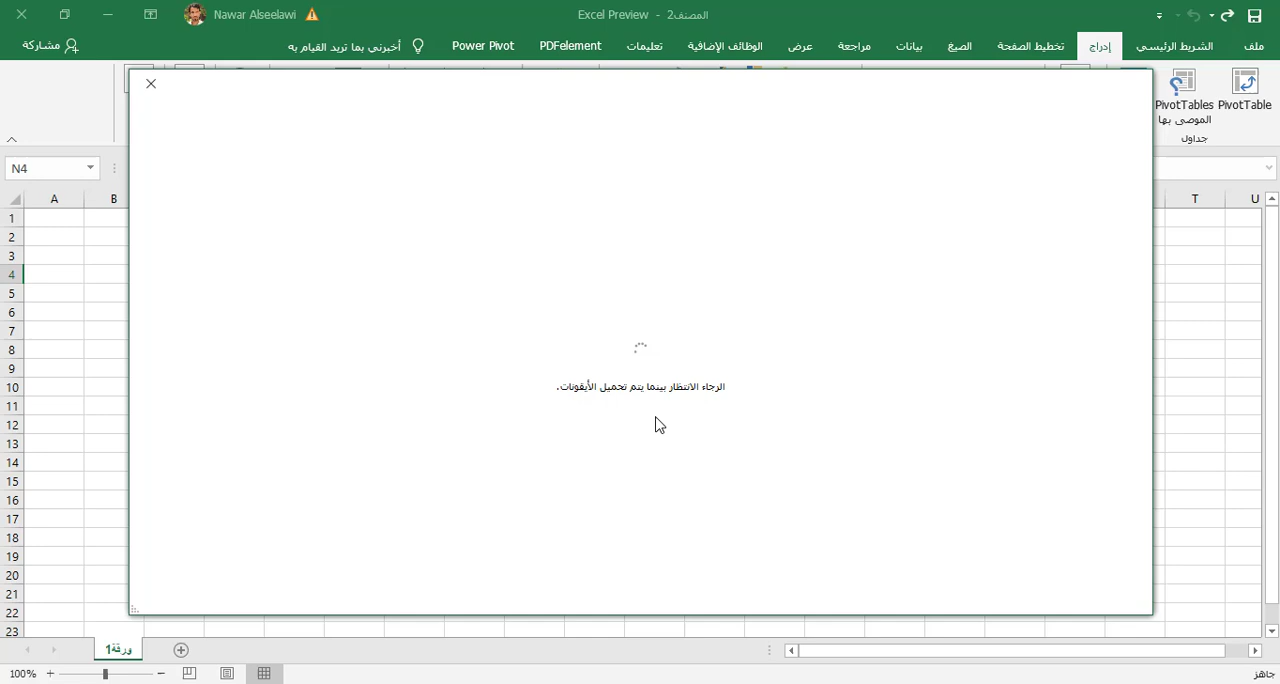 المصنف2 - Excel Preview
Nawar Alseelawi
ملف
الشريط الرئيسي
إدراج
تخطيط الصفحة
الصيغ
بيانات
مراجعة
عرض
الوظائف الإضافية
تعليمات
PDFelement
Power Pivot
أخبرني بما تريد القيام به
مشاركة
PivotTable
PivotTables
الموصى بها
جداول
N4
A B T U
1
2
3
4
5
6
7
8
9
10
11
12
13
14
15
16
17
18
19
20
21
22
23
الرجاء الانتظار بينما يتم تحميل الأيقونات.
ورقة1
جاهز
100%